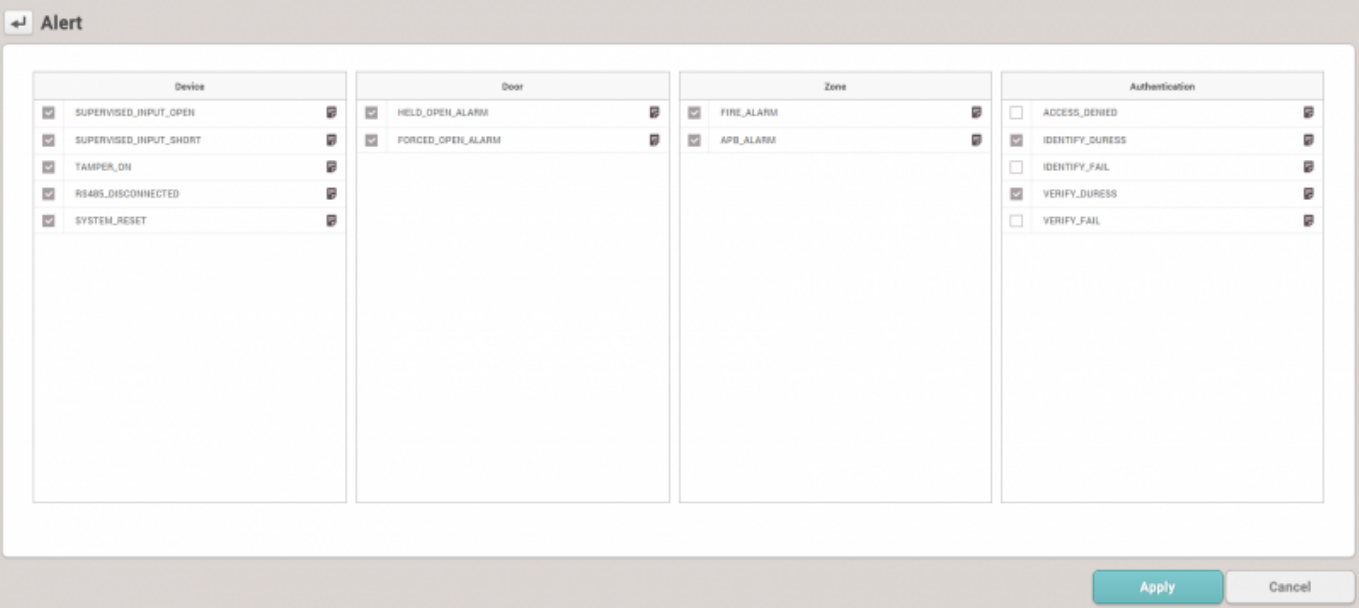 Alert
Device
SUPERVISED_INPUT_OPEN
SUPERVISED_INPUT_SHORT
TAMPER_ON
RS485_DISCONNECTED
SYSTEM_RESET
Door
HELD_OPEN_ALARM
FORCED_OPEN_ALARM
Zone
FIRE_ALARM
APB_ALARM
Authentication
ACCESS_DENIED
IDENTIFY_DURESS
IDENTIFY_FAIL
VERIFY_DURESS
VERIFY_FAIL
Apply
Cancel